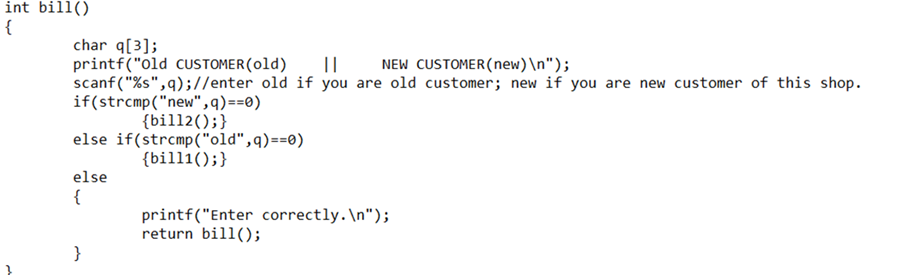 int bill()
{
char q[3];
printf("Old CUSTOMER(old)    ||     NEW CUSTOMER(new)\n");
scanf("%s",q);//enter old if you are old customer; new if you are new customer of this shop.
if(strcmp("new",q)==0)
{bill2();}
else if(strcmp("old",q)==0)
{bill1();}
else
{
printf("Enter correctly.\n");
return bill();
}
}